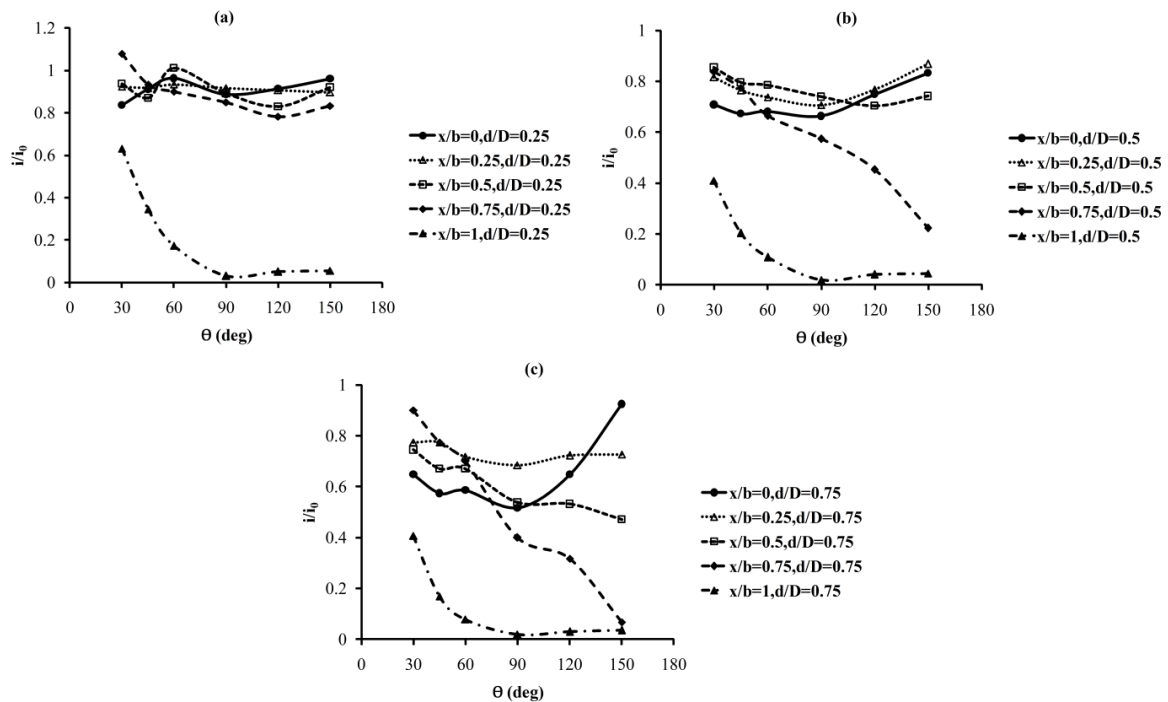 (a)
1.2
1
0.8
0.6
0.4
0.2
0
i/i0
0 30 60 90 120 150 180
Ɵ (deg)
x/b=0,d/D=0.25
x/b=0.25,d/D=0.25
x/b=0.5,d/D=0.25
x/b=0.75,d/D=0.25
x/b=1,d/D=0.25
(b)
1
0.8
0.6
0.4
0.2
0
i/i0
0 30 60 90 120 150 180
Ɵ (deg)
x/b=0,d/D=0.5
x/b=0.25,d/D=0.5
x/b=0.5,d/D=0.5
x/b=0.75,d/D=0.5
x/b=1,d/D=0.5
(c)
1
0.8
0.6
0.4
0.2
0
i/i0
0 30 60 90 120 150 180
Ɵ (deg)
x/b=0,d/D=0.75
x/b=0.25,d/D=0.75
x/b=0.5,d/D=0.75
x/b=0.75,d/D=0.75
x/b=1,d/D=0.75